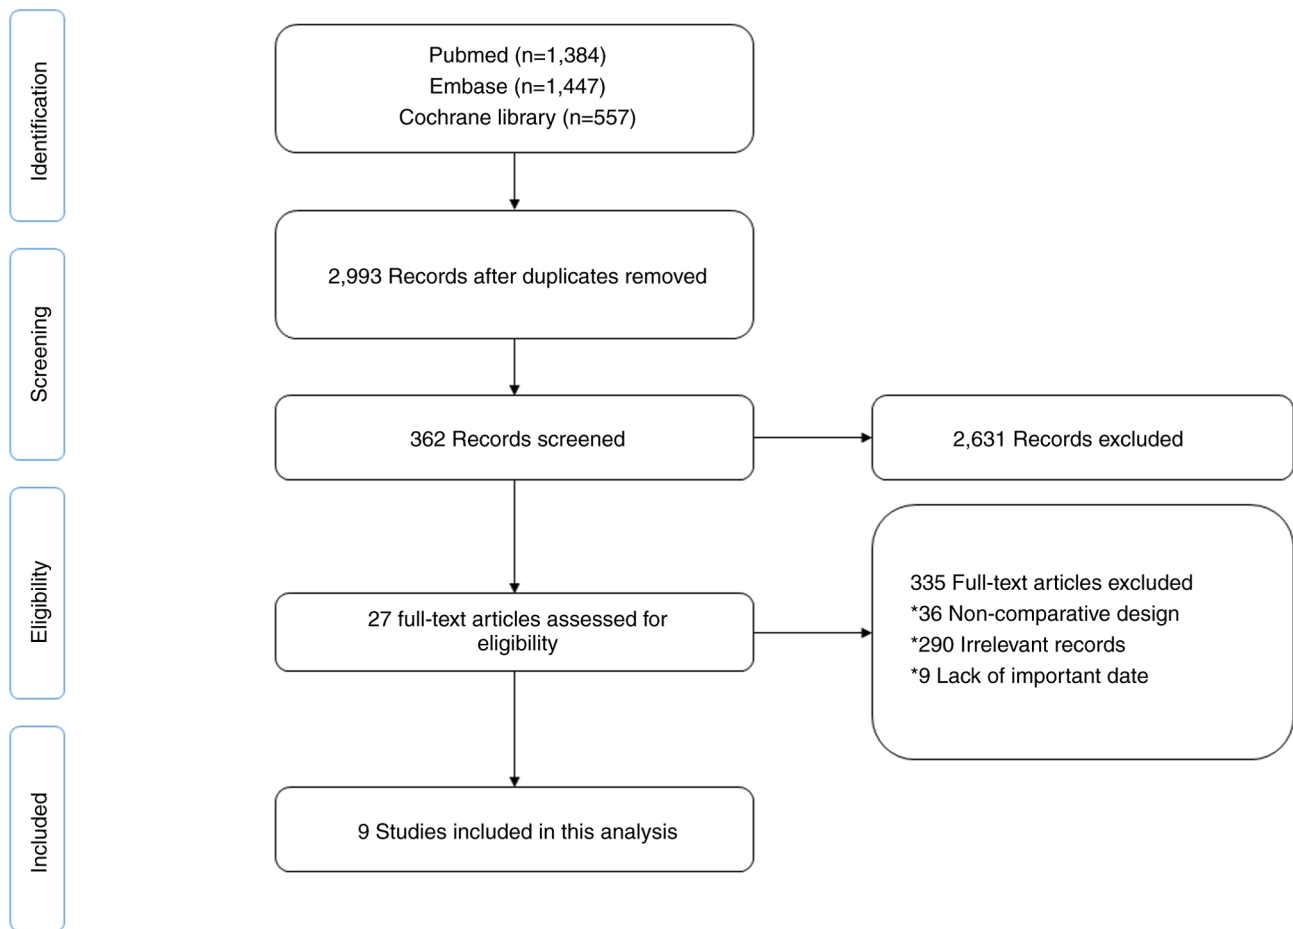 Identification
Pubmed (n=1,384)
Embase (n=1,447)
Cochrane library (n=557)
Screening
2,993 Records after duplicates removed
362 Records screened
2,631 Records excluded
Eligibility
27 full-text articles assessed for
eligibility
335 Full-text articles excluded
*36 Non-comparative design
*290 Irrelevant records
*9 Lack of important date
Included
9 Studies included in this analysis